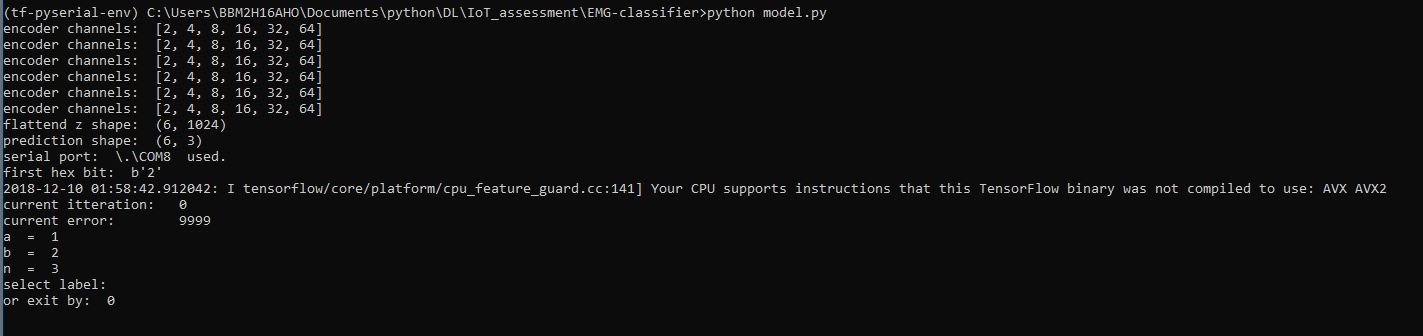 (tf-pyserial-env) C:\Users\BBM2H16AHO\Documents\python\DL\IoT_assessment\EMG-classifier>python model.py
encoder channels:  [2, 4, 8, 16, 32, 64]
encoder channels:  [2, 4, 8, 16, 32, 64]
encoder channels:  [2, 4, 8, 16, 32, 64]
encoder channels:  [2, 4, 8, 16, 32, 64]
encoder channels:  [2, 4, 8, 16, 32, 64]
encoder channels:  [2, 4, 8, 16, 32, 64]
flattend z shape:  (6, 1024)
prediction shape:  (6, 3)
serial port:  \.\COM8  used.
first hex bit:  b'2'
2018-12-10 01:58:42.912042: I tensorflow/core/platform/cpu_feature_guard.cc:141] Your CPU supports instructions that this TensorFlow binary was not compiled to use: AVX AVX2
current itteration:   0
current error:        9999
a  =  1
b  =  2
n  =  3
select label:
or exit by:  0